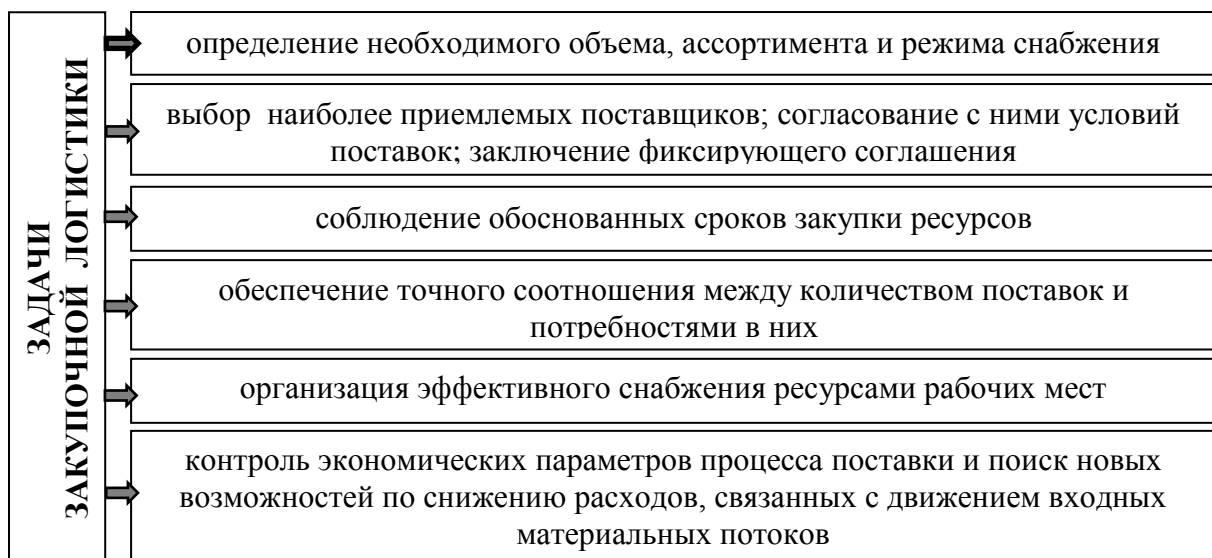 ЗАДАЧИ
ЗАКУПОЧНОЙ ЛОГИСТИКИ
определение необходимого объема, ассортимента и режима снабжения
выбор наиболее приемлемых поставщиков; согласование с ними условий
поставок; заключение фиксирующего соглашения
соблюдение обоснованных сроков закупки ресурсов
обеспечение точного соотношения между количеством поставок и
потребностями в них
организация эффективного снабжения ресурсами рабочих мест
контроль экономических параметров процесса поставки и поиск новых
возможностей по снижению расходов, связанных с движением входных
материальных потоков